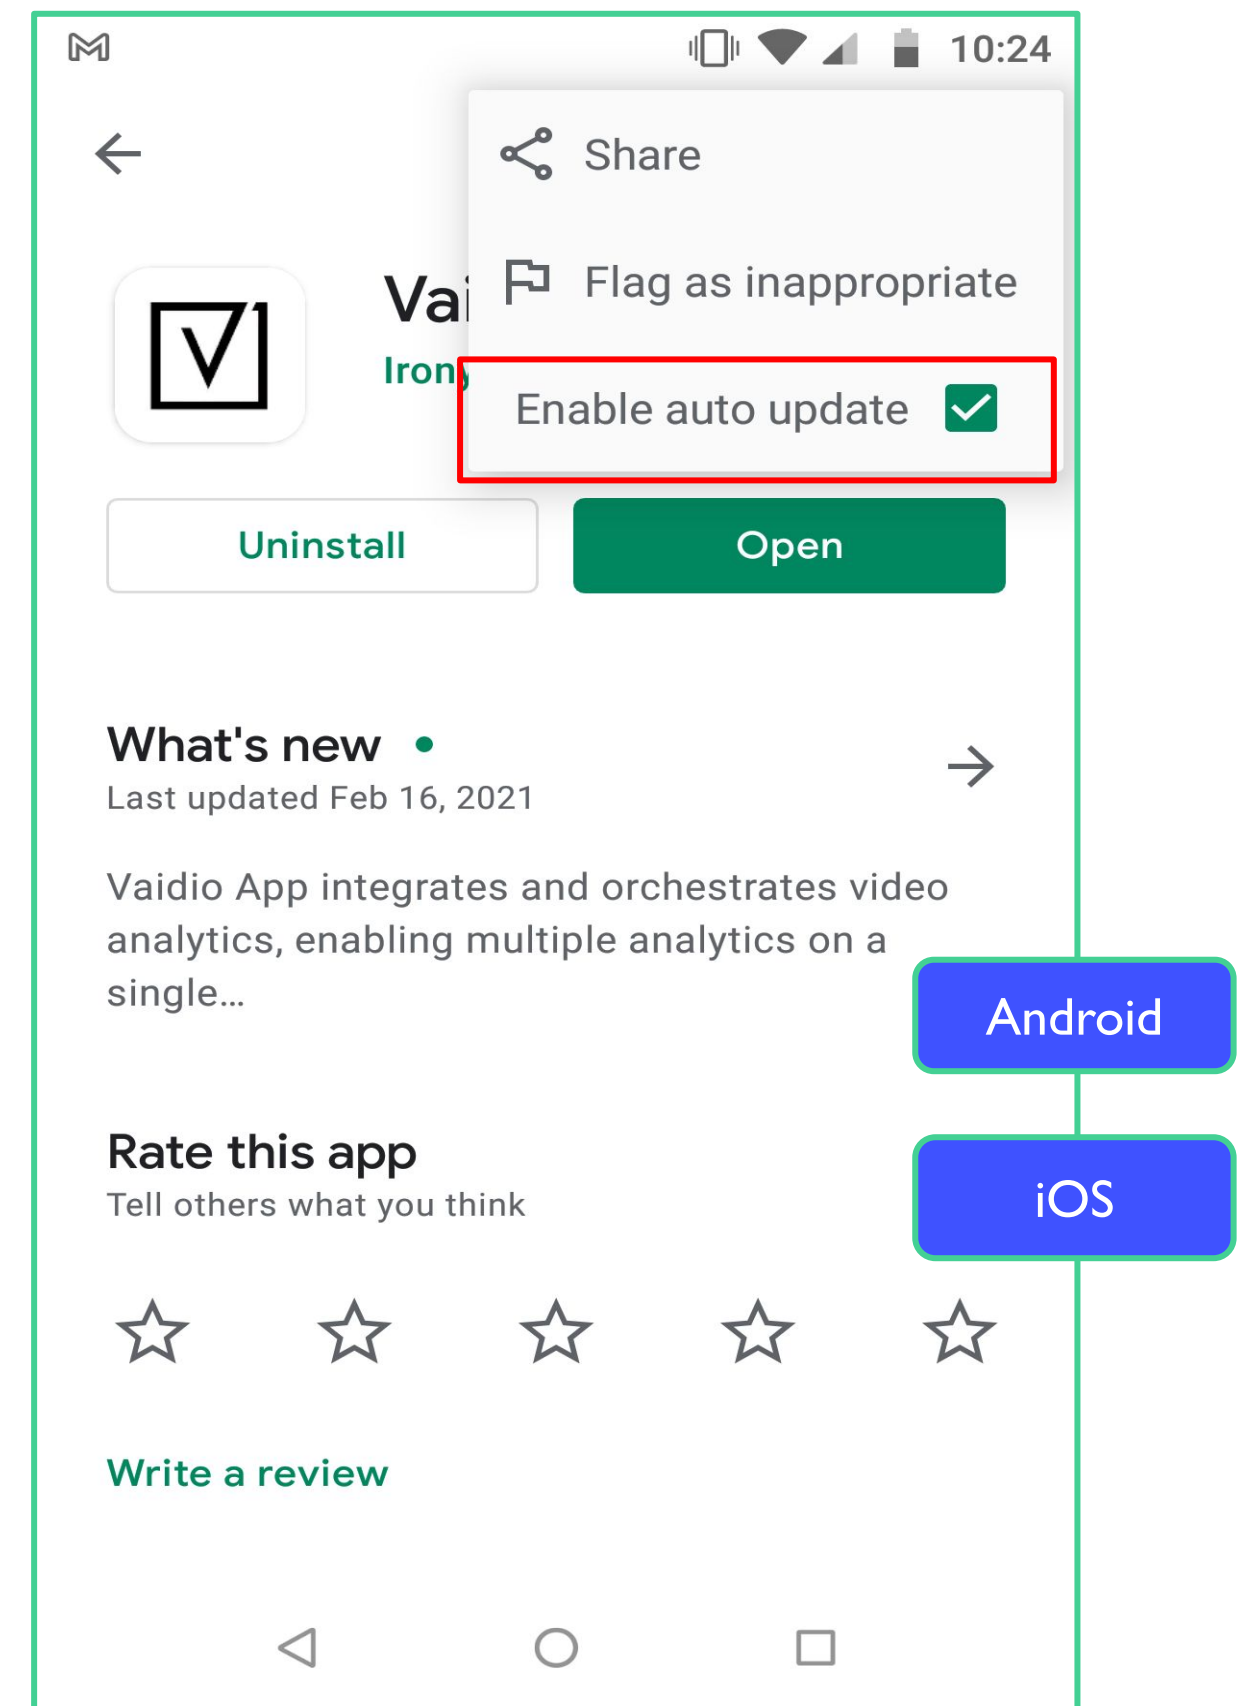 10:24
Share
Flag as inappropriate
Enable auto update
Uninstall
Open
What's new
Last updated Feb 16, 2021
Vaidio App integrates and orchestrates video
analytics, enabling multiple analytics on a
single…
Android
Rate this app
Tell others what you think
iOS
Write a review